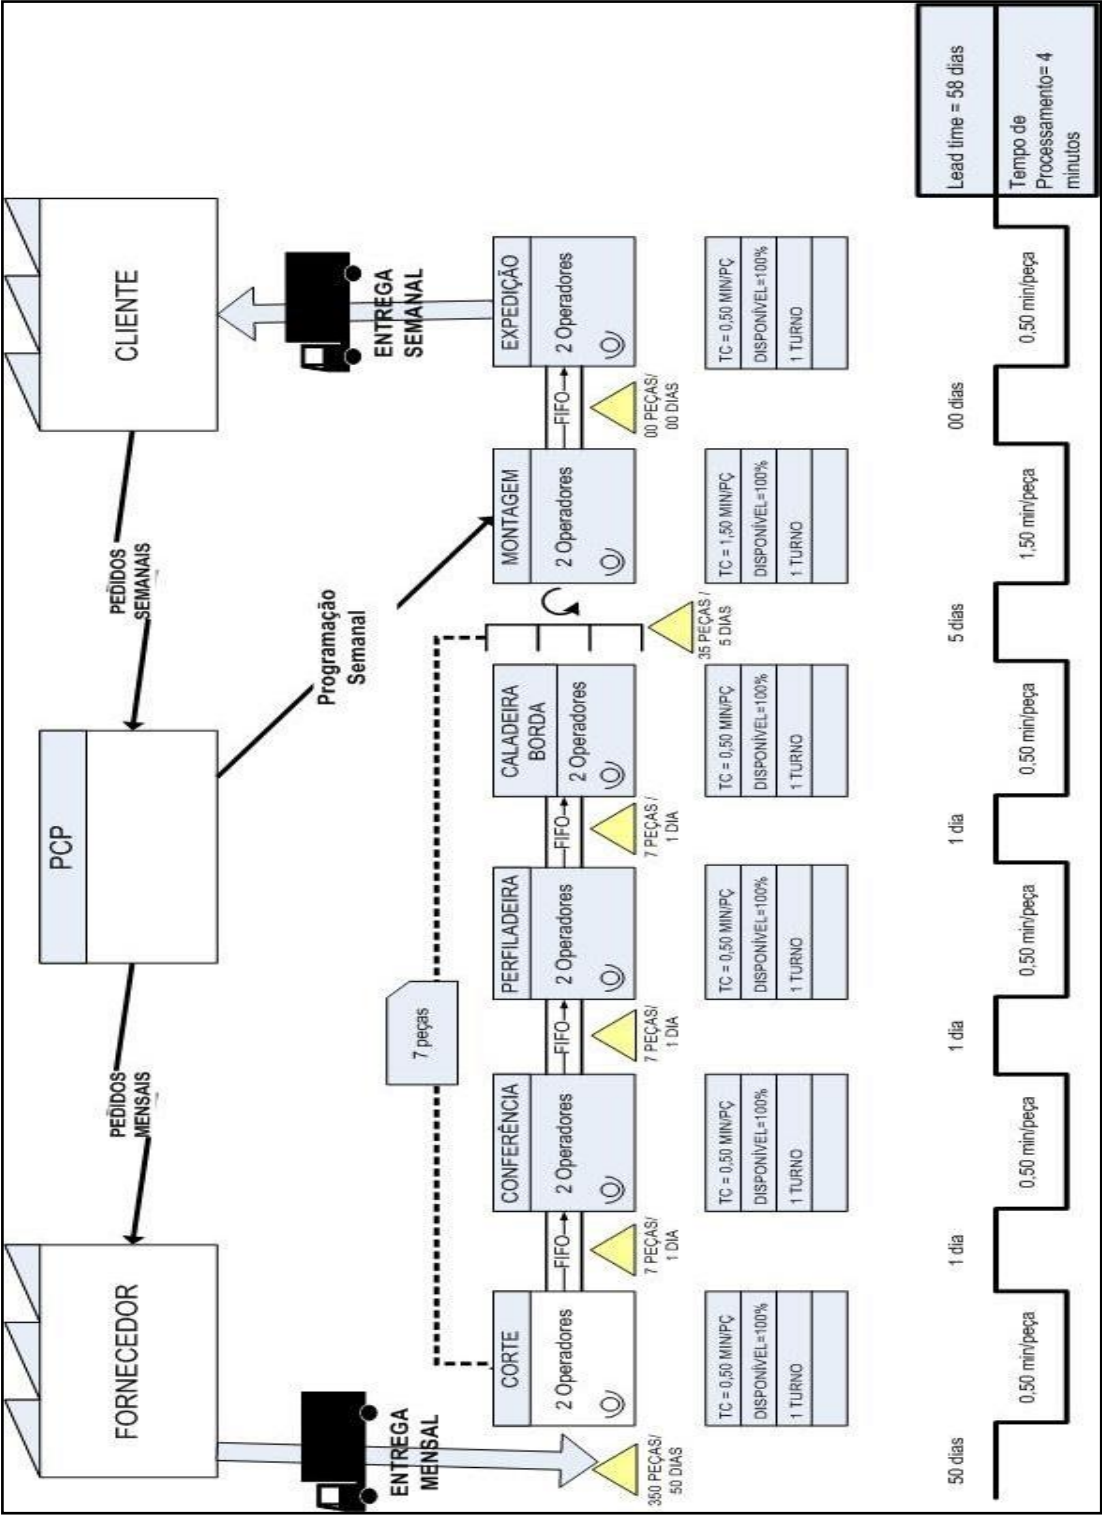 FORNECEDOR
PEDIDOS
MENSAIS
PCP
PEDIDOS
SEMANAIS
CLIENTE
ENTREGA
MENSAL
7 peças
Programação
Semanal
ENTREGA
SEMANAL
350 PEÇAS/
50 DIAS
CORTE
2 Operadores
FIFO
7 PEÇAS/
1 DIA
CONFERÊNCIA
2 Operadores
FIFO
7 PEÇAS/
1 DIA
PERFILADEIRA
2 Operadores
FIFO
7 PEÇAS/
1 DIA
CALADEIRA
BORDA
2 Operadores
35 PEÇAS /
5 DIAS
MONTAGEM
2 Operadores
FIFO
00 PEÇAS/
00 DIAS
EXPEDIÇÃO
2 Operadores
TC = 0,50 MIN/PÇ
DISPONÍVEL=100%
1 TURNO
TC = 0,50 MIN/PÇ
DISPONÍVEL=100%
1 TURNO
TC = 0,50 MIN/PÇ
DISPONÍVEL=100%
1 TURNO
TC = 0,50 MIN/PÇ
DISPONÍVEL=100%
1 TURNO
TC = 1,50 MIN/PÇ
DISPONÍVEL=100%
1 TURNO
TC = 0,50 MIN/PÇ
DISPONÍVEL=100%
1 TURNO
50 dias
1 dia
1 dia
1 dia
5 dias
00 dias
Lead time = 58 dias
0,50 min/peça
0,50 min/peça
0,50 min/peça
0,50 min/peça
1,50 min/peça
0,50 min/peça
Tempo de
Processamento= 4
minutos